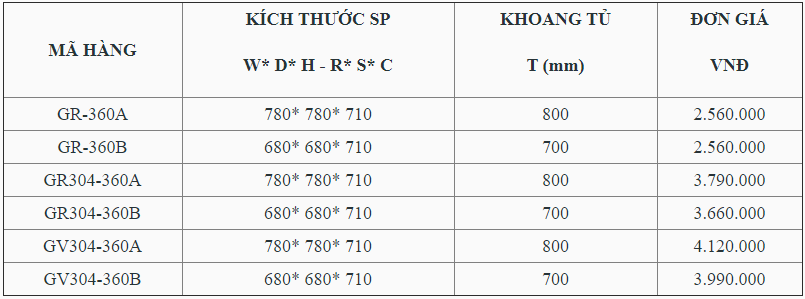 MÃ HÀNG
KÍCH THƯỚC SP
W* D* H - R* S* C
KHOANG TỦ
T (mm)
ĐƠN GIÁ
VNĐ
GR-360A 780* 780* 710 800 2.560.000
GR-360B 680* 680* 710 700 2.560.000
GR304-360A 780* 780* 710 800 3.790.000
GR304-360B 680* 680* 710 700 3.660.000
GV304-360A 780* 780* 710 800 4.120.000
GV304-360B 680* 680* 710 700 3.990.000